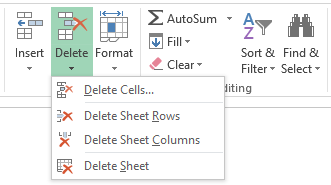 Insert
Delete
Format
AutoSum
Fill
Clear
Sort &
Filter
Find &
Select
Delete Cells...
Delete Sheet Rows
Delete Sheet Columns
Delete Sheet
diting